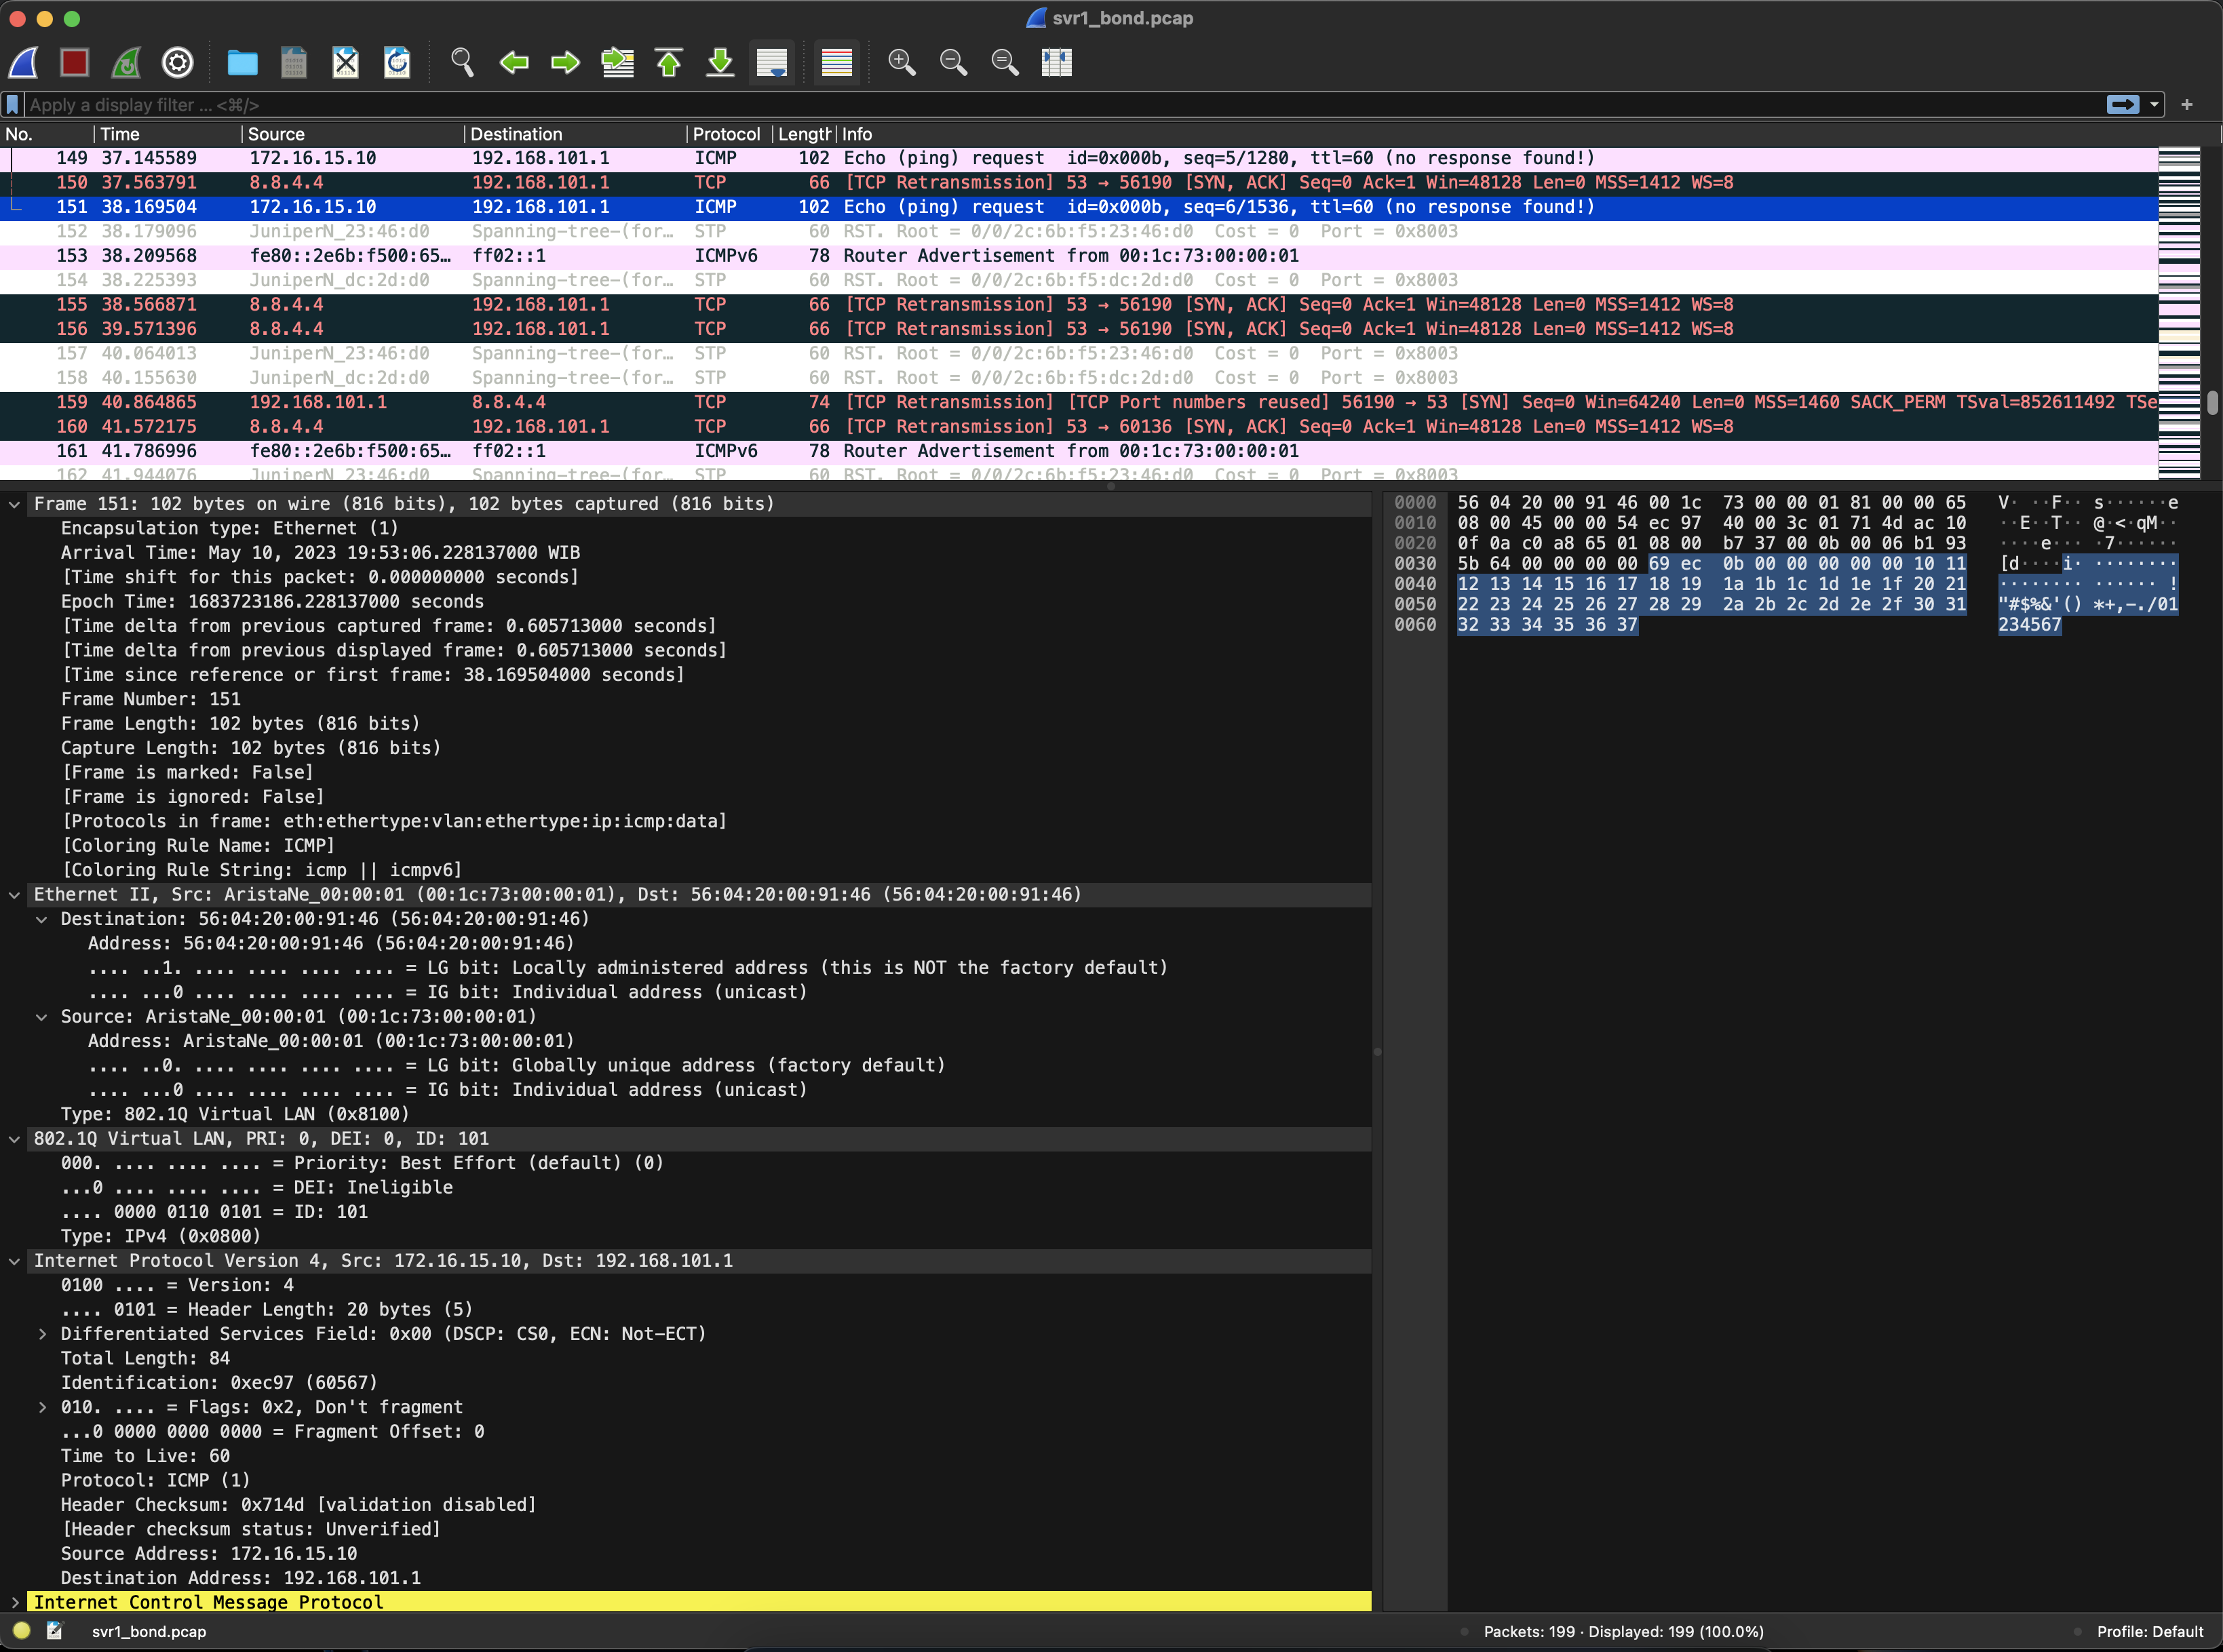 svr1_bond.pcap
Apply a display filter ... <⌘/>
No. Time Source Destination Protocol Length Info
149 37.145589 172.16.15.10 192.168.101.1 ICMP 102 Echo (ping) request id=0x000b, seq=5/1280, ttl=60 (no response found!)
150 37.563791 8.8.4.4 192.168.101.1 TCP 66 [TCP Retransmission] 53 → 56190 [SYN, ACK] Seq=0 Ack=1 Win=48128 Len=0 MSS=1412 WS=8
151 38.169504 172.16.15.10 192.168.101.1 ICMP 102 Echo (ping) request id=0x000b, seq=6/1536, ttl=60 (no response found!)
152 38.179096 JuniperN_23:46:d0 Spanning-tree-(for… STP 60 RST. Root = 0/0/2c:6b:f5:23:46:d0 Cost = 0 Port = 0x8003
153 38.209568 fe80::2e6b:f500:65… ff02::1 ICMPv6 78 Router Advertisement from 00:1c:73:00:00:01
154 38.225393 JuniperN_dc:2d:d0 Spanning-tree-(for… STP 60 RST. Root = 0/0/2c:6b:f5:dc:2d:d0 Cost = 0 Port = 0x8003
155 38.566871 8.8.4.4 192.168.101.1 TCP 66 [TCP Retransmission] 53 → 56190 [SYN, ACK] Seq=0 Ack=1 Win=48128 Len=0 MSS=1412 WS=8
156 39.571396 8.8.4.4 192.168.101.1 TCP 66 [TCP Retransmission] 53 → 56190 [SYN, ACK] Seq=0 Ack=1 Win=48128 Len=0 MSS=1412 WS=8
157 40.064013 JuniperN_23:46:d0 Spanning-tree-(for… STP 60 RST. Root = 0/0/2c:6b:f5:23:46:d0 Cost = 0 Port = 0x8003
158 40.155630 JuniperN_dc:2d:d0 Spanning-tree-(for… STP 60 RST. Root = 0/0/2c:6b:f5:dc:2d:d0 Cost = 0 Port = 0x8003
159 40.864865 192.168.101.1 8.8.4.4 TCP 74 [TCP Retransmission] [TCP Port numbers reused] 56190 → 53 [SYN] Seq=0 Win=64240 Len=0 MSS=1460 SACK_PERM TSval=852611492 TSe
160 41.572175 8.8.4.4 192.168.101.1 TCP 66 [TCP Retransmission] 53 → 60136 [SYN, ACK] Seq=0 Ack=1 Win=48128 Len=0 MSS=1412 WS=8
161 41.786996 fe80::2e6b:f500:65… ff02::1 ICMPv6 78 Router Advertisement from 00:1c:73:00:00:01
162 41.944076 JuniperN_23:46:d0 Spanning-tree-(for… STP 60 RST. Root = 0/0/2c:6b:f5:23:46:d0 Cost = 0 Port = 0x8003
Frame 151: 102 bytes on wire (816 bits), 102 bytes captured (816 bits)
Encapsulation type: Ethernet (1)
Arrival Time: May 10, 2023 19:53:06.228137000 WIB
[Time shift for this packet: 0.000000000 seconds]
Epoch Time: 1683723186.228137000 seconds
[Time delta from previous captured frame: 0.605713000 seconds]
[Time delta from previous displayed frame: 0.605713000 seconds]
[Time since reference or first frame: 38.169504000 seconds]
Frame Number: 151
Frame Length: 102 bytes (816 bits)
Capture Length: 102 bytes (816 bits)
[Frame is marked: False]
[Frame is ignored: False]
[Protocols in frame: eth:ethertype:vlan:ethertype:ip:icmp:data]
[Coloring Rule Name: ICMP]
[Coloring Rule String: icmp || icmpv6]
Ethernet II, Src: AristaNe_00:00:01 (00:1c:73:00:00:01), Dst: 56:04:20:00:91:46 (56:04:20:00:91:46)
Destination: 56:04:20:00:91:46 (56:04:20:00:91:46)
Address: 56:04:20:00:91:46 (56:04:20:00:91:46)
.... ..1. .... .... .... .... = LG bit: Locally administered address (this is NOT the factory default)
.... ...0 .... .... .... .... = IG bit: Individual address (unicast)
Source: AristaNe_00:00:01 (00:1c:73:00:00:01)
Address: AristaNe_00:00:01 (00:1c:73:00:00:01)
.... ..0. .... .... .... .... = LG bit: Globally unique address (factory default)
.... ...0 .... .... .... .... = IG bit: Individual address (unicast)
Type: 802.1Q Virtual LAN (0x8100)
802.1Q Virtual LAN, PRI: 0, DEI: 0, ID: 101
000. .... .... .... = Priority: Best Effort (default) (0)
...0 .... .... .... = DEI: Ineligible
.... 0000 0110 0101 = ID: 101
Type: IPv4 (0x0800)
Internet Protocol Version 4, Src: 172.16.15.10, Dst: 192.168.101.1
0100 .... = Version: 4
.... 0101 = Header Length: 20 bytes (5)
Differentiated Services Field: 0x00 (DSCP: CS0, ECN: Not-ECT)
Total Length: 84
Identification: 0xec97 (60567)
010. .... = Flags: 0x2, Don't fragment
...0 0000 0000 0000 = Fragment Offset: 0
Time to Live: 60
Protocol: ICMP (1)
Header Checksum: 0x714d [validation disabled]
[Header checksum status: Unverified]
Source Address: 172.16.15.10
Destination Address: 192.168.101.1
Internet Control Message Protocol
0000 56 04 20 00 91 46 00 1c 73 00 00 01 81 00 00 65 V· ··F·· s······e
0010 08 00 45 00 00 54 ec 97 40 00 3c 01 71 4d ac 10 ··E··T·· @·<·qM··
0020 0f 0a c0 a8 65 01 08 00 b7 37 00 0b 00 06 b1 93 ····e··· ·7······
0030 5b 64 00 00 00 00 69 ec 0b 00 00 00 00 00 10 11 [d····i· ········
0040 12 13 14 15 16 17 18 19 1a 1b 1c 1d 1e 1f 20 21 ········ ······ !
0050 22 23 24 25 26 27 28 29 2a 2b 2c 2d 2e 2f 30 31 "#$%&'() *+,-./01
0060 32 33 34 35 36 37 234567
svr1_bond.pcap Packets: 199 · Displayed: 199 (100.0%) Profile: Default